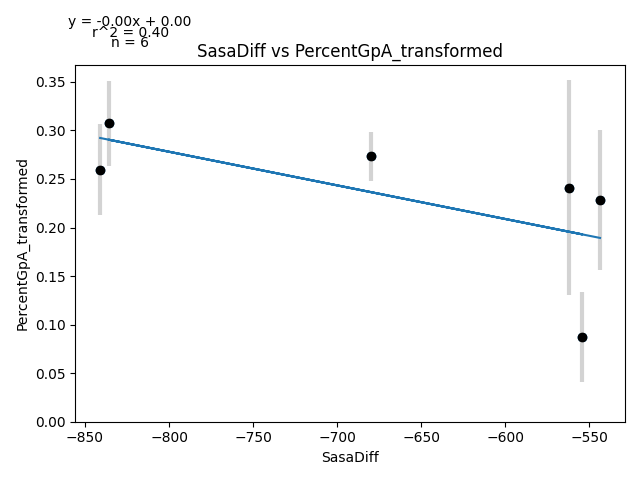 y = -0.00x + 0.00
r^2 = 0.40
n = 6
SasaDiff vs PercentGpA_transformed
0.35
0.30
0.25
0.20
0.15
0.10
0.05
0.00
PercentGpA_transformed
−850
−800
−750
−700
−650
−600
−550
SasaDiff